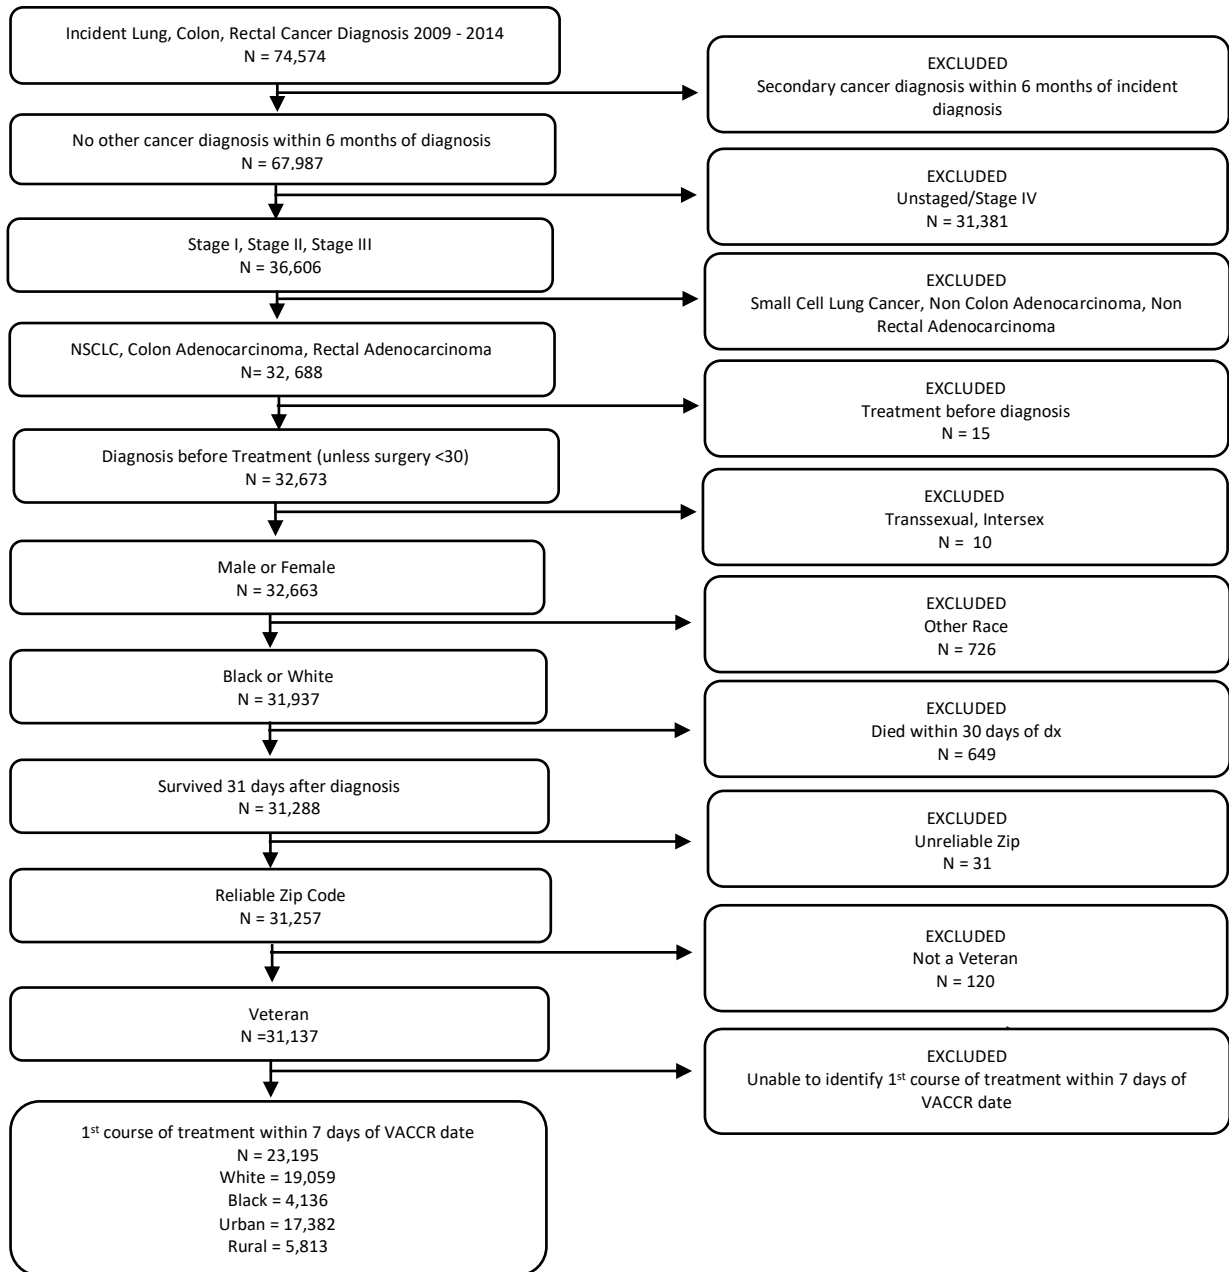 Incident Lung, Colon, Rectal Cancer Diagnosis 2009 - 2014
N = 74,574
EXCLUDED
Secondary cancer diagnosis within 6 months of incident
diagnosis
No other cancer diagnosis within 6 months of diagnosis
N = 67,987
EXCLUDED
Unstaged/Stage IV
N = 31,381
Stage I, Stage II, Stage III
N = 36,606
EXCLUDED
Small Cell Lung Cancer, Non Colon Adenocarcinoma, Non
Rectal Adenocarcinoma
NSCLC, Colon Adenocarcinoma, Rectal Adenocarcinoma
N= 32, 688
EXCLUDED
Treatment before diagnosis
N = 15
Diagnosis before Treatment (unless surgery <30)
N = 32,673
EXCLUDED
Transsexual, Intersex
N =  10
Male or Female
N = 32,663
EXCLUDED
Other Race
N = 726
Black or White
N = 31,937
EXCLUDED
Died within 30 days of dx
N = 649
Survived 31 days after diagnosis
N = 31,288
EXCLUDED
Unreliable Zip
N = 31
Reliable Zip Code
N = 31,257
EXCLUDED
Not a Veteran
N = 120
Veteran
N =31,137
EXCLUDED
Unable to identify 1st course of treatment within 7 days of
VACCR date
1st course of treatment within 7 days of VACCR date
N = 23,195
White = 19,059
Black = 4,136
Urban = 17,382
Rural = 5,813